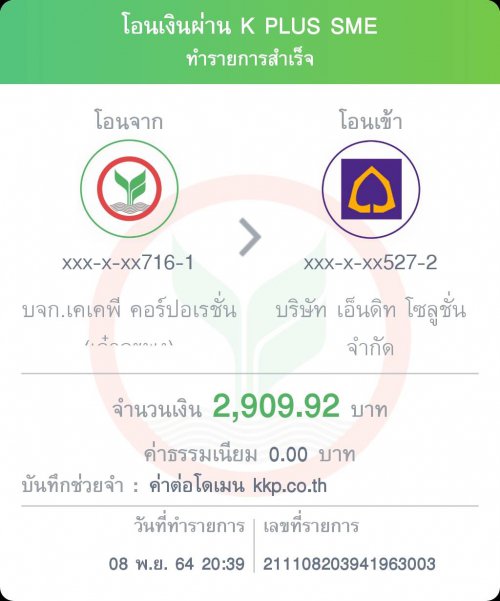 โอนเงินผ่าน K PLUS SME
ทำรายการสำเร็จ
โอนจาก
โอนเข้า
xxx-x-xx716-1
xxx-x-xx527-2
บจก.เคเคพี คอร์ปอเรชั่น
บริษัท เอ็นดิท โซลูชั่น
จำกัด
จำนวนเงิน 2,909.92 บาท
ค่าธรรมเนียม 0.00 บาท
บันทึกช่วยจำ : ค่าต่อโดเมน kkp.co.th
วันที่ทำรายการ
เลขที่รายการ
08 พ.ย. 64 20:39
211108203941963003